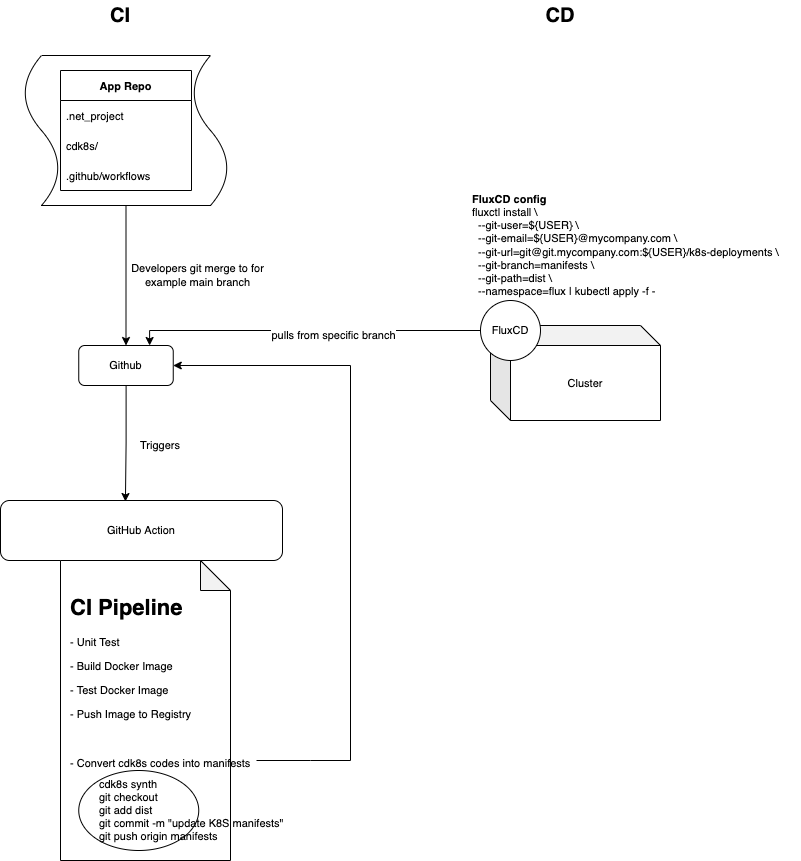 CI
CD
App Repo
.net_project
cdk8s/
.github/workflows
FluxCD config
fluxctl install \
--git-user=${USER} \
--git-email=${USER}@mycompany.com \
--git-url=git@git.mycompany.com:${USER}/k8s-deployments \
--git-branch=manifests \
--git-path=dist \
--namespace=flux | kubectl apply -f -
Developers git merge to for
example main branch
pulls from specific branch
FluxCD
Github
Cluster
Triggers
GitHub Action
CI Pipeline
- Unit Test
- Build Docker Image
- Test Docker Image
- Push Image to Registry
- Convert cdk8s codes into manifests
cdk8s synth
git checkout
git add dist
git commit -m "update K8S manifests"
git push origin manifests